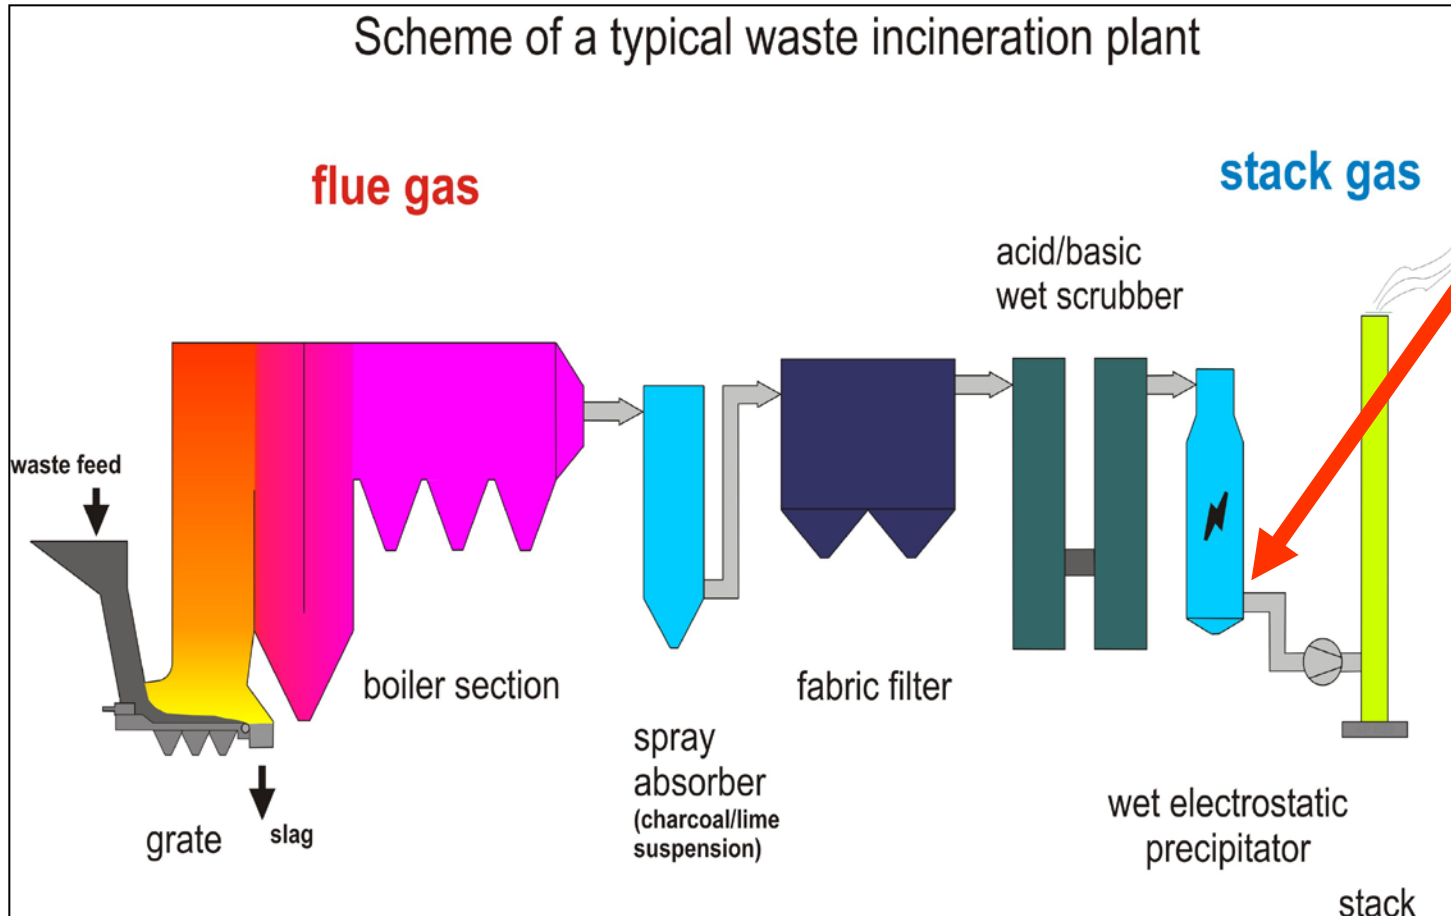 Scheme of a typical waste incineration plant
flue gas
stack gas
acid/basic
wet scrubber
waste feed
boiler section
fabric filter
spray
absorber
(charcoal/lime
suspension)
grate
slag
wet electrostatic
precipitator
stack